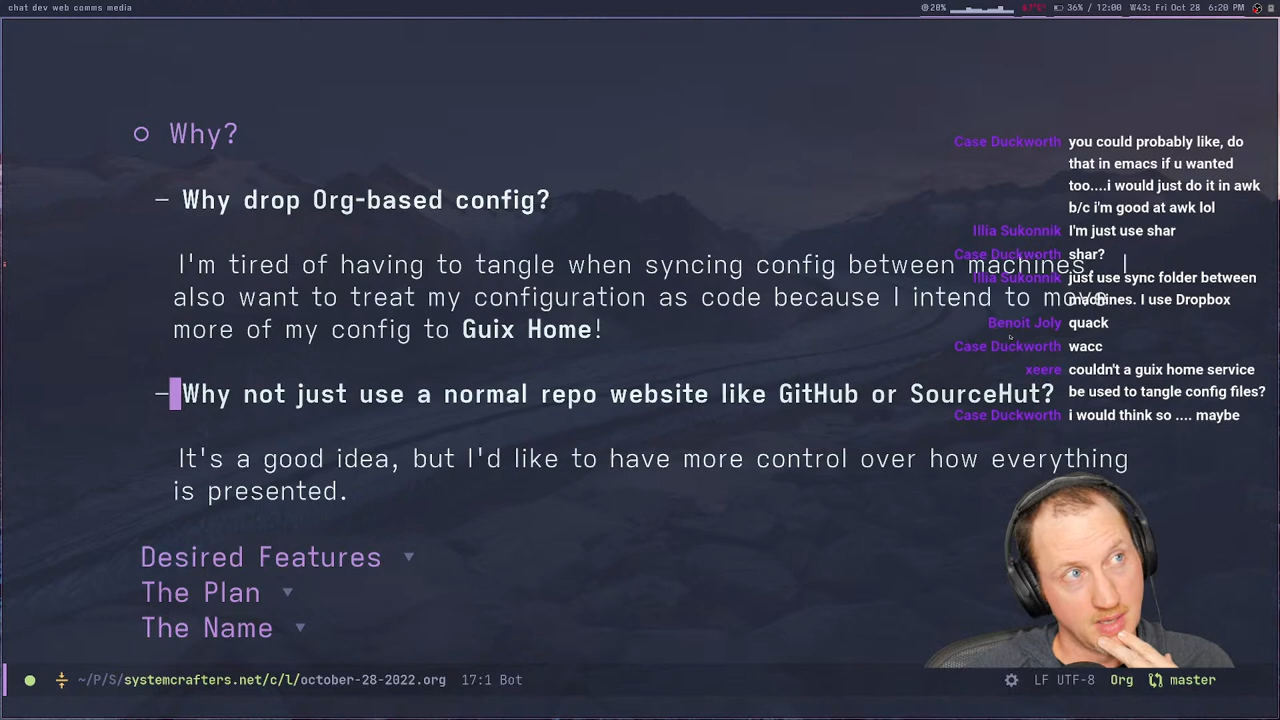 chat dev web comms media
20%
67°C
36% / 12:00
W43: Fri Oct 28 6:20 PM
Why?
– Why drop Org-based config?
I'm tired of having to tangle when syncing config between machines. I
also want to treat my configuration as code because I intend to move
more of my config to Guix Home!
– Why not just use a normal repo website like GitHub or SourceHut?
It's a good idea, but I'd like to have more control over how everything
is presented.
Desired Features
The Plan
The Name
Case Duckworth you could probably like, do
that in emacs if u wanted
too....i would just do it in awk
b/c i'm good at awk lol
Illia Sukonnik I'm just use shar
Case Duckworth shar?
Illia Sukonnik just use sync folder between
machines. I use Dropbox
Benoit Joly quack
Case Duckworth wacc
xeere couldn't a guix home service
be used to tangle config files?
Case Duckworth i would think so .... maybe
~/P/S/systemcrafters.net/c/l/october-28-2022.org 17:1 Bot
LF UTF-8 Org master